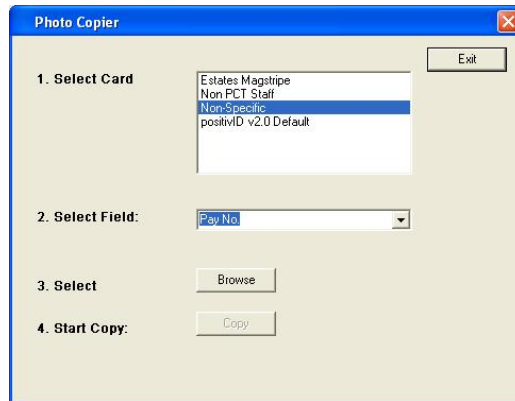 Photo Copier
Exit
1. Select Card
Estates Magstripe
Non PCT Staff
Non-Specific
positivID v2.0 Default
2. Select Field:
Pay No.
3. Select
Browse
4. Start Copy:
Copy